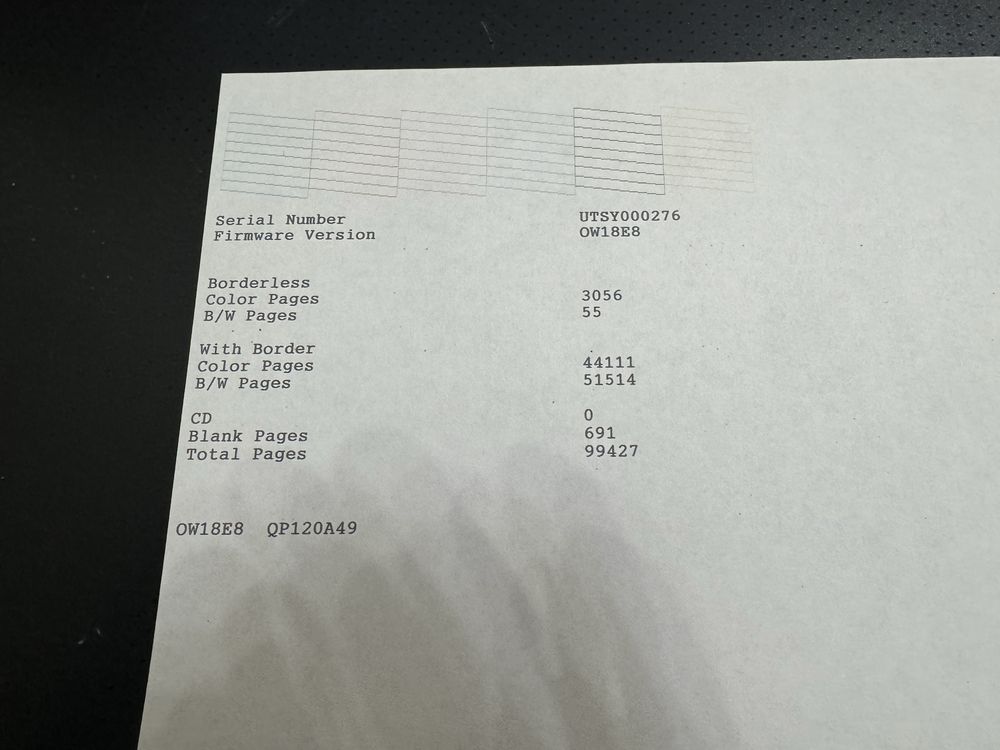 Serial Number UTSY000276
Firmware Version OW18E8
Borderless
Color Pages 3056
B/W Pages 55
With Border
Color Pages 44111
B/W Pages 51514
CD 0
Blank Pages 691
Total Pages 99427
OW18E8 QP120A49